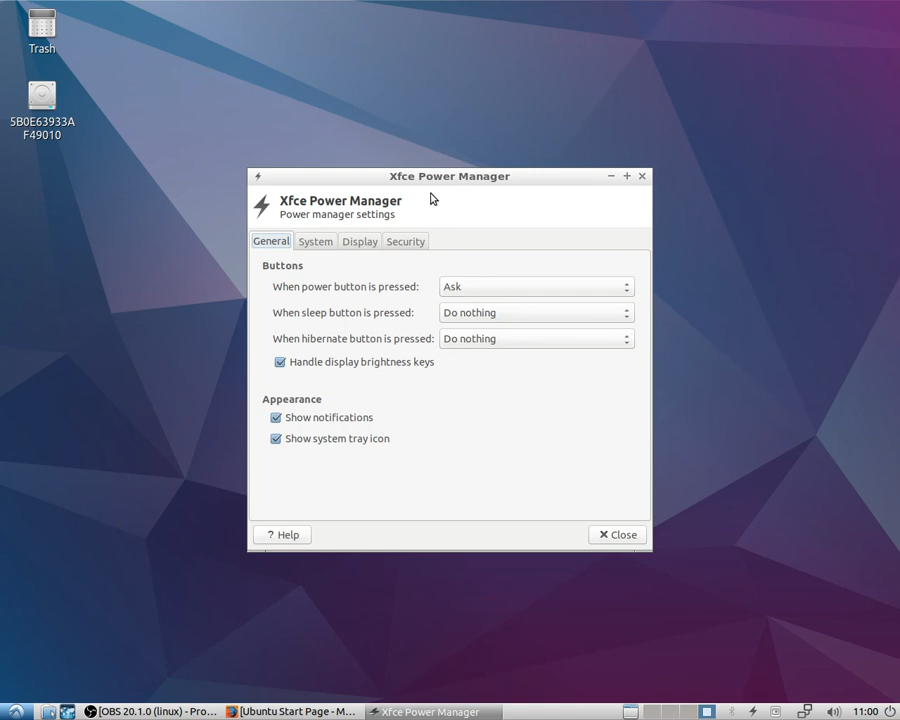 Trash
5B0E63933A
F49010
Xfce Power Manager
Xfce Power Manager
Power manager settings
General System Display Security
Buttons
When power button is pressed: Ask
When sleep button is pressed: Do nothing
When hibernate button is pressed: Do nothing
Handle display brightness keys
Appearance
Show notifications
Show system tray icon
? Help
Close
[OBS 20.1.0 (linux) - Pro... [Ubuntu Start Page - M... Xfce Power Manager 11:00